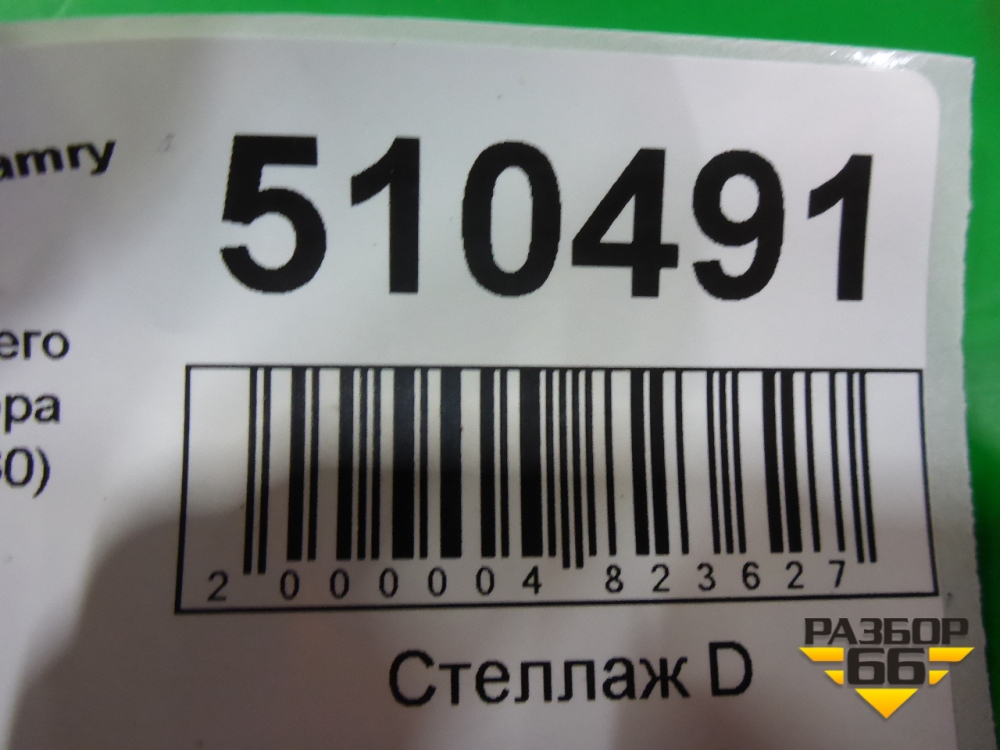 amry
510491
его
ра
0)
2 000004 823627
Стеллаж D
РАЗБОР
66